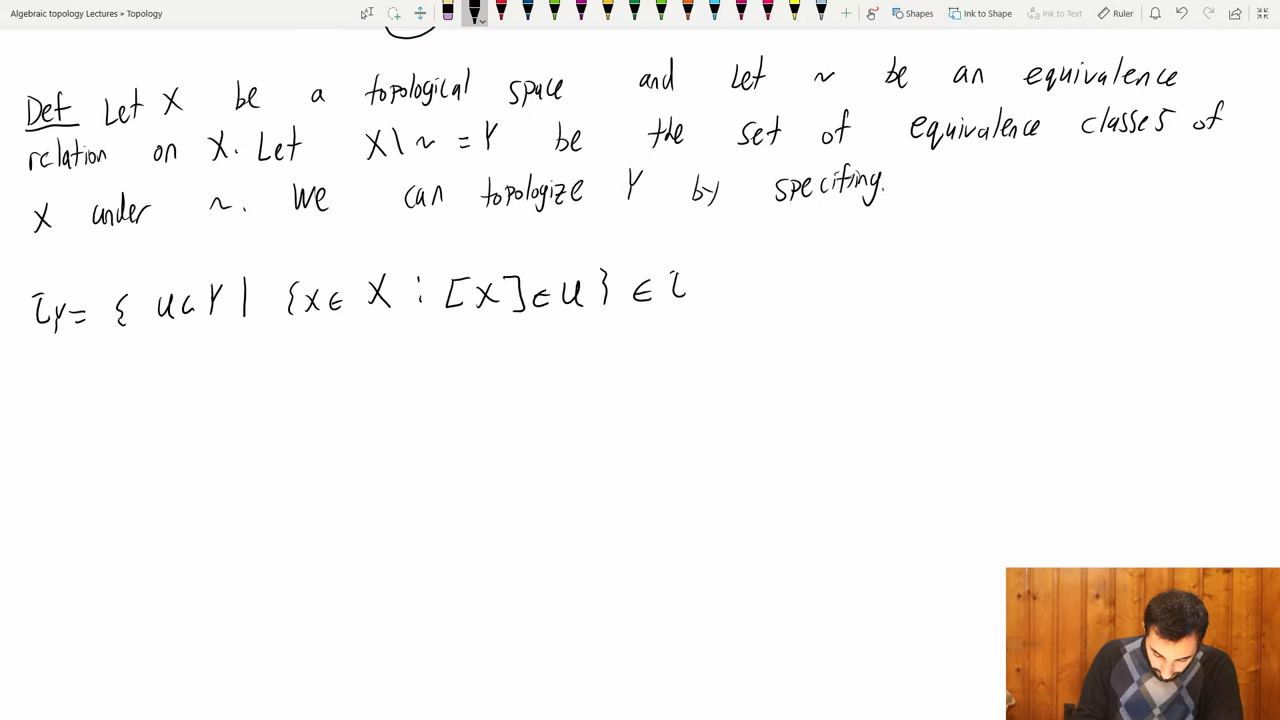 Algebraic topology Lectures » Topology
Shapes
Ink to Shape
Ink to Text
Ruler
Def Let X be a topological space and let ~ be an equivalence
relation on X. Let X\~ = Y be the set of equivalence classes of
X under ~. We can topologize Y by specifing.
τY = { U⊂Y | {x∈ X : [x]∈U} ∈ τ